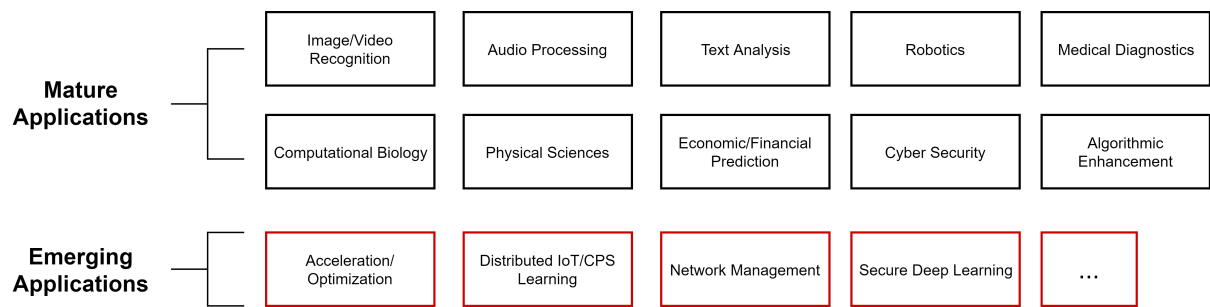 Mature
Applications
Image/Video
Recognition
Audio Processing
Text Analysis
Robotics
Medical Diagnostics
Computational Biology
Physical Sciences
Economic/Financial
Prediction
Cyber Security
Algorithmic
Enhancement
Emerging
Applications
Acceleration/
Optimization
Distributed IoT/CPS
Learning
Network Management
Secure Deep Learning
...